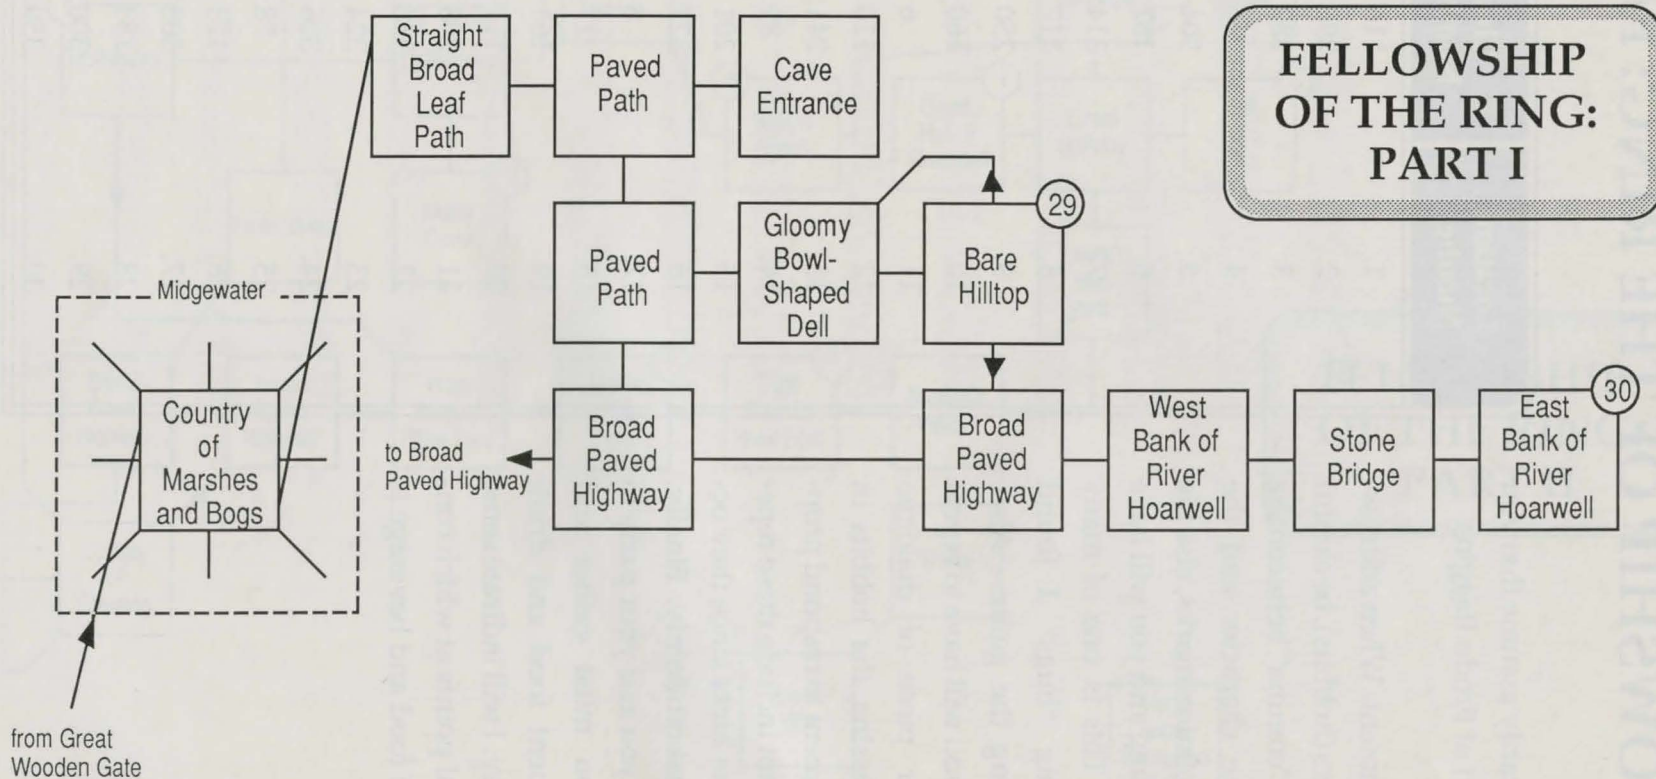 FELLOWSHIP
OF THE RING:
PART I
Straight
Broad
Leaf
Path
Paved
Path
Cave
Entrance
Paved
Path
Gloomy
Bowl-
Shaped
Dell
Bare
Hilltop
29
Midgewater
Country
of
Marshes
and Bogs
to Broad
Paved Highway
Broad
Paved
Highway
Broad
Paved
Highway
West
Bank of
River
Hoarwell
Stone
Bridge
East
Bank of
River
Hoarwell
30
from Great
Wooden Gate